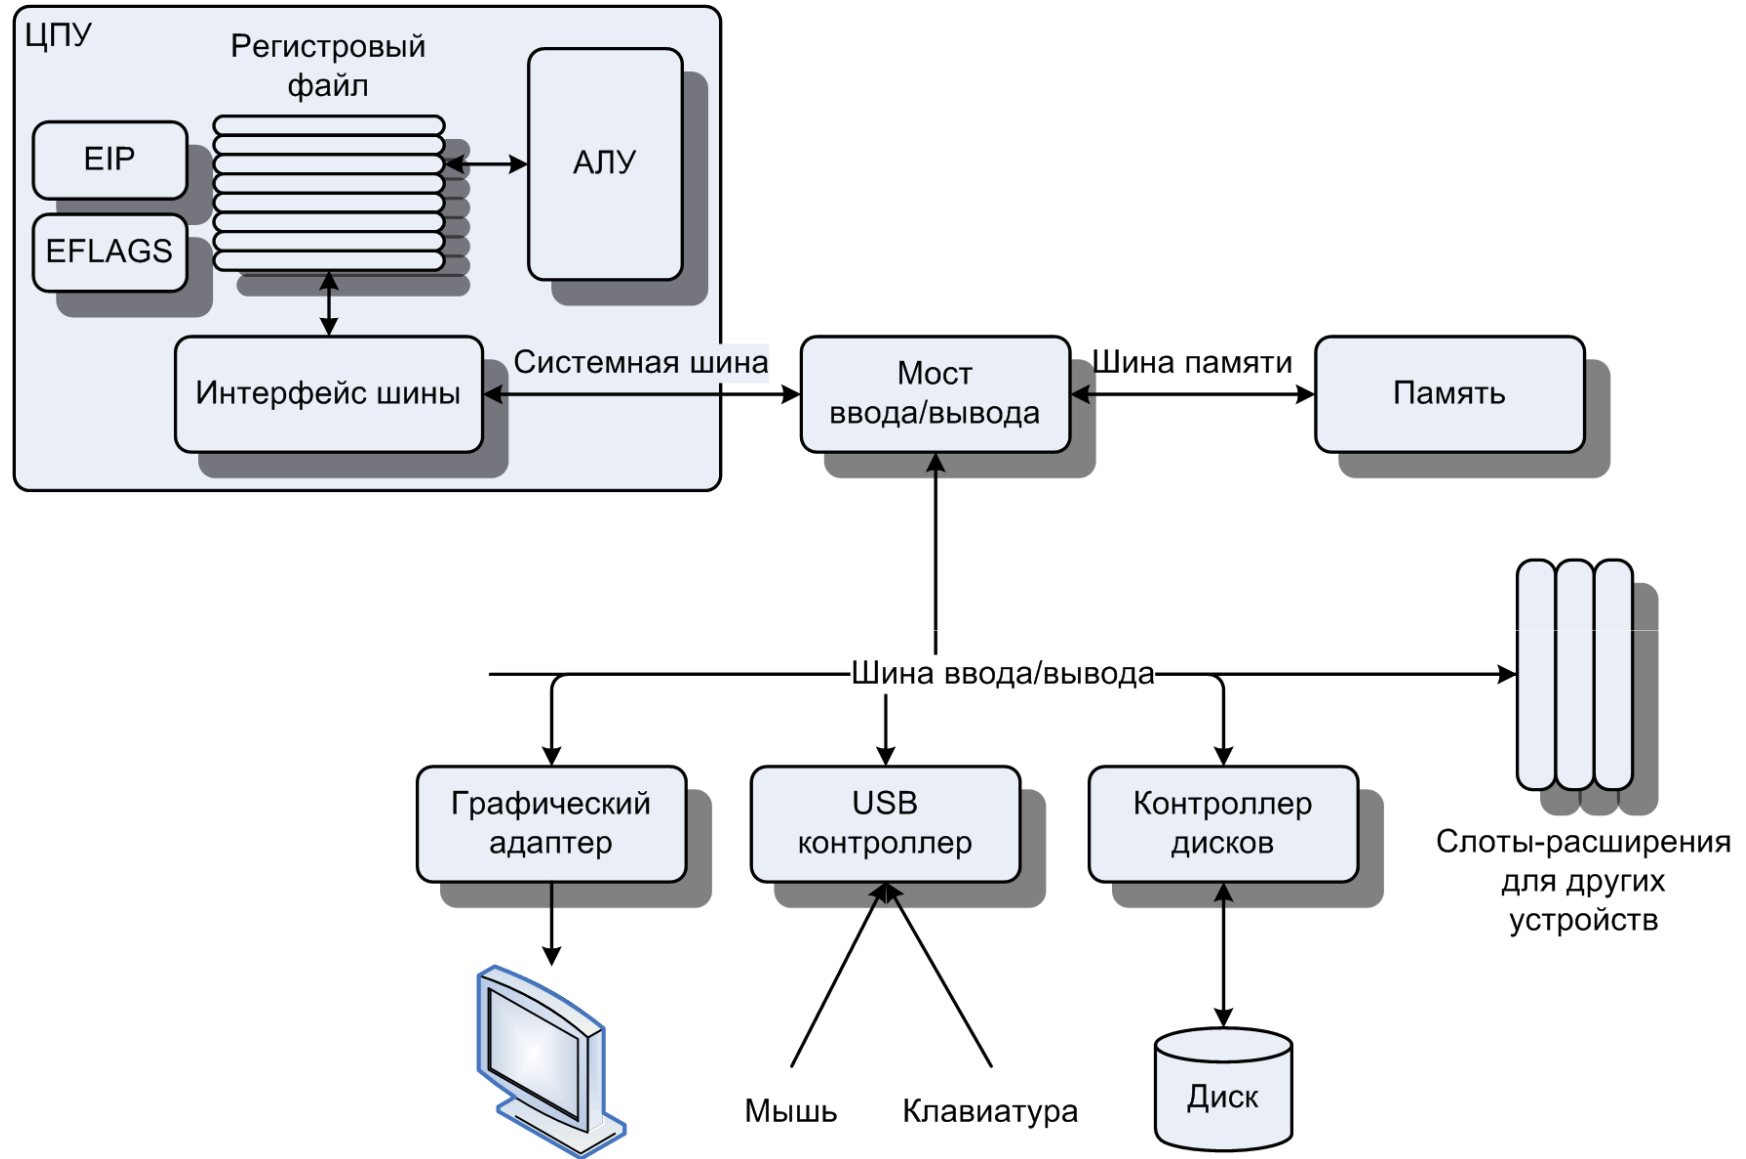 ЦПУ
Регистровый
файл
EIP
АЛУ
EFLAGS
Интерфейс шины
Системная шина
Мост
ввода/вывода
Шина памяти
Память
Шина ввода/вывода
Графический
адаптер
USB
контроллер
Контроллер
дисков
Слоты-расширения
для других
устройств
Мышь
Клавиатура
Диск